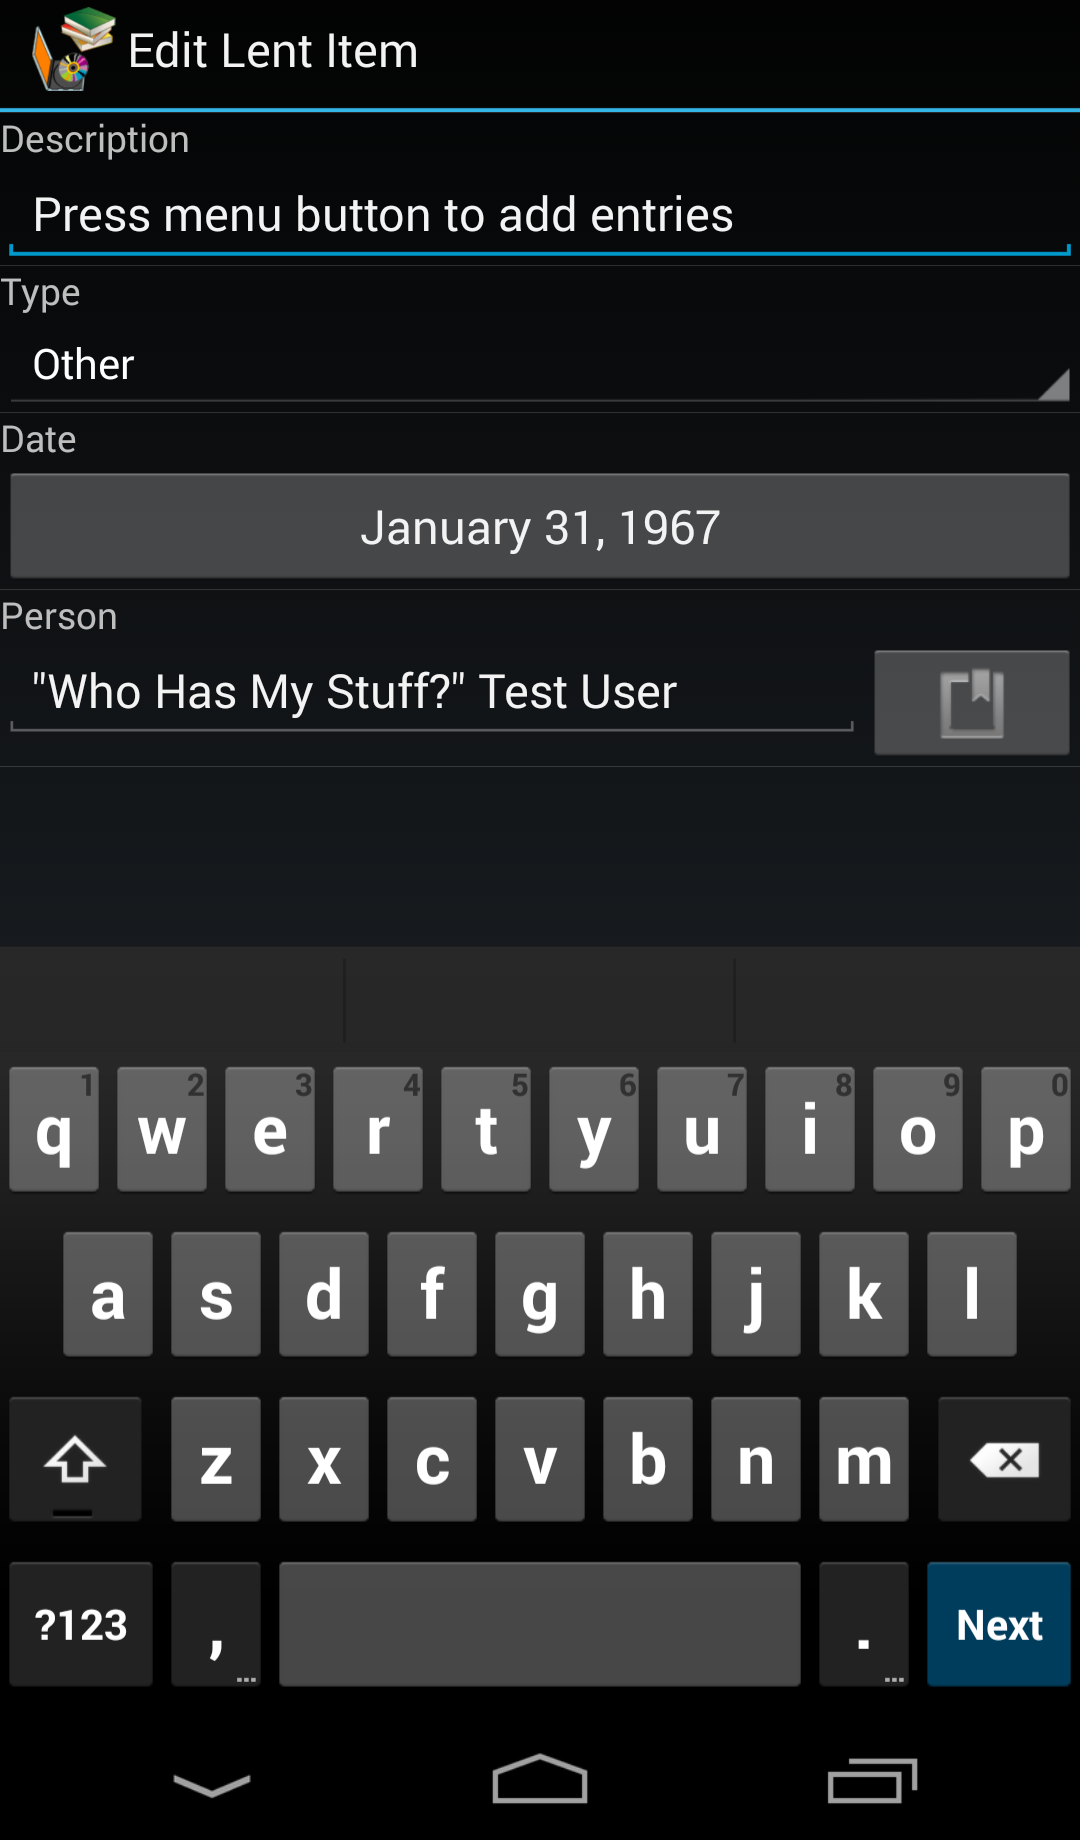 Edit Lent Item
Description
Press menu button to add entries
Type
Other
Date
January 31, 1967
Person
"Who Has My Stuff?" Test User
1 2 3 4 5 6 7 8 9 0
q w e r t y u i o p
a s d f g h j k l
z x c v b n m
?123 , ... . ... Next